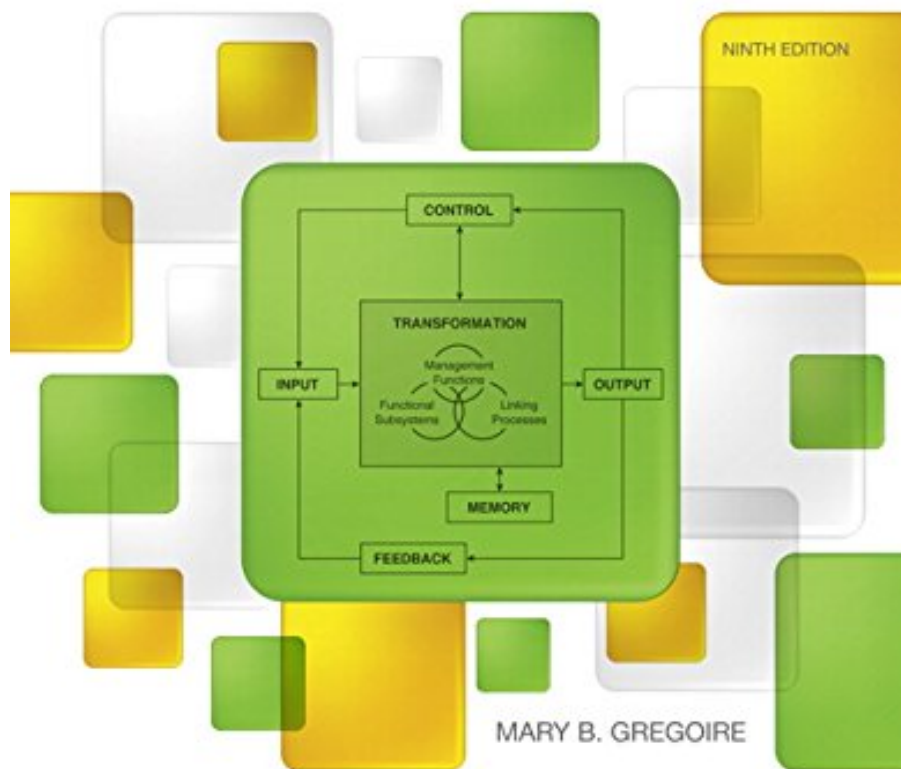 NINTH EDITION
CONTROL
TRANSFORMATION
Management
Functions
INPUT
OUTPUT
Functional
Subsystems
Linking
Processes
MEMORY
FEEDBACK
MARY B. GREGOIRE